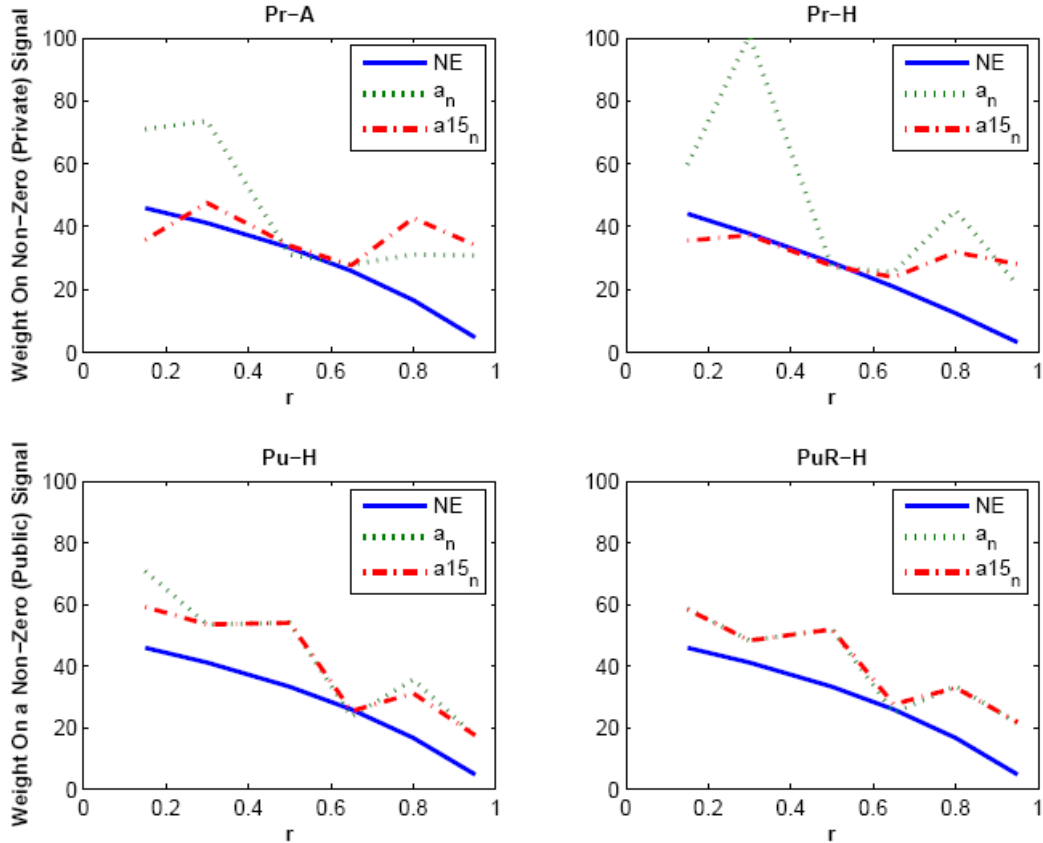 Pr-A
Weight On Non-Zero (Private) Signal
100
80
60
40
20
0
0
0.2
0.4
0.6
0.8
1
r
NE
a_n
a15_n
Pr-H
100
80
60
40
20
0
0
0.2
0.4
0.6
0.8
1
r
NE
a_n
a15_n
Pu-H
Weight On a Non-Zero (Public) Signal
100
80
60
40
20
0
0
0.2
0.4
0.6
0.8
1
r
NE
a_n
a15_n
PuR-H
100
80
60
40
20
0
0
0.2
0.4
0.6
0.8
1
r
NE
a_n
a15_n